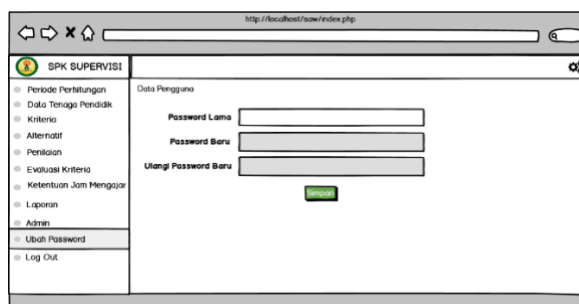 http://localhost/saw/index.php
SPK SUPERVISI
Periode Perhitungan
Data Tenaga Pendidik
Kriteria
Alternatif
Penilaian
Evaluasi Kriteria
Ketentuan Jam Mengajar
Laporan
Admin
Ubah Password
Log Out
Data Pengguna
Password Lama
Password Baru
Ulangi Password Baru
Simpan